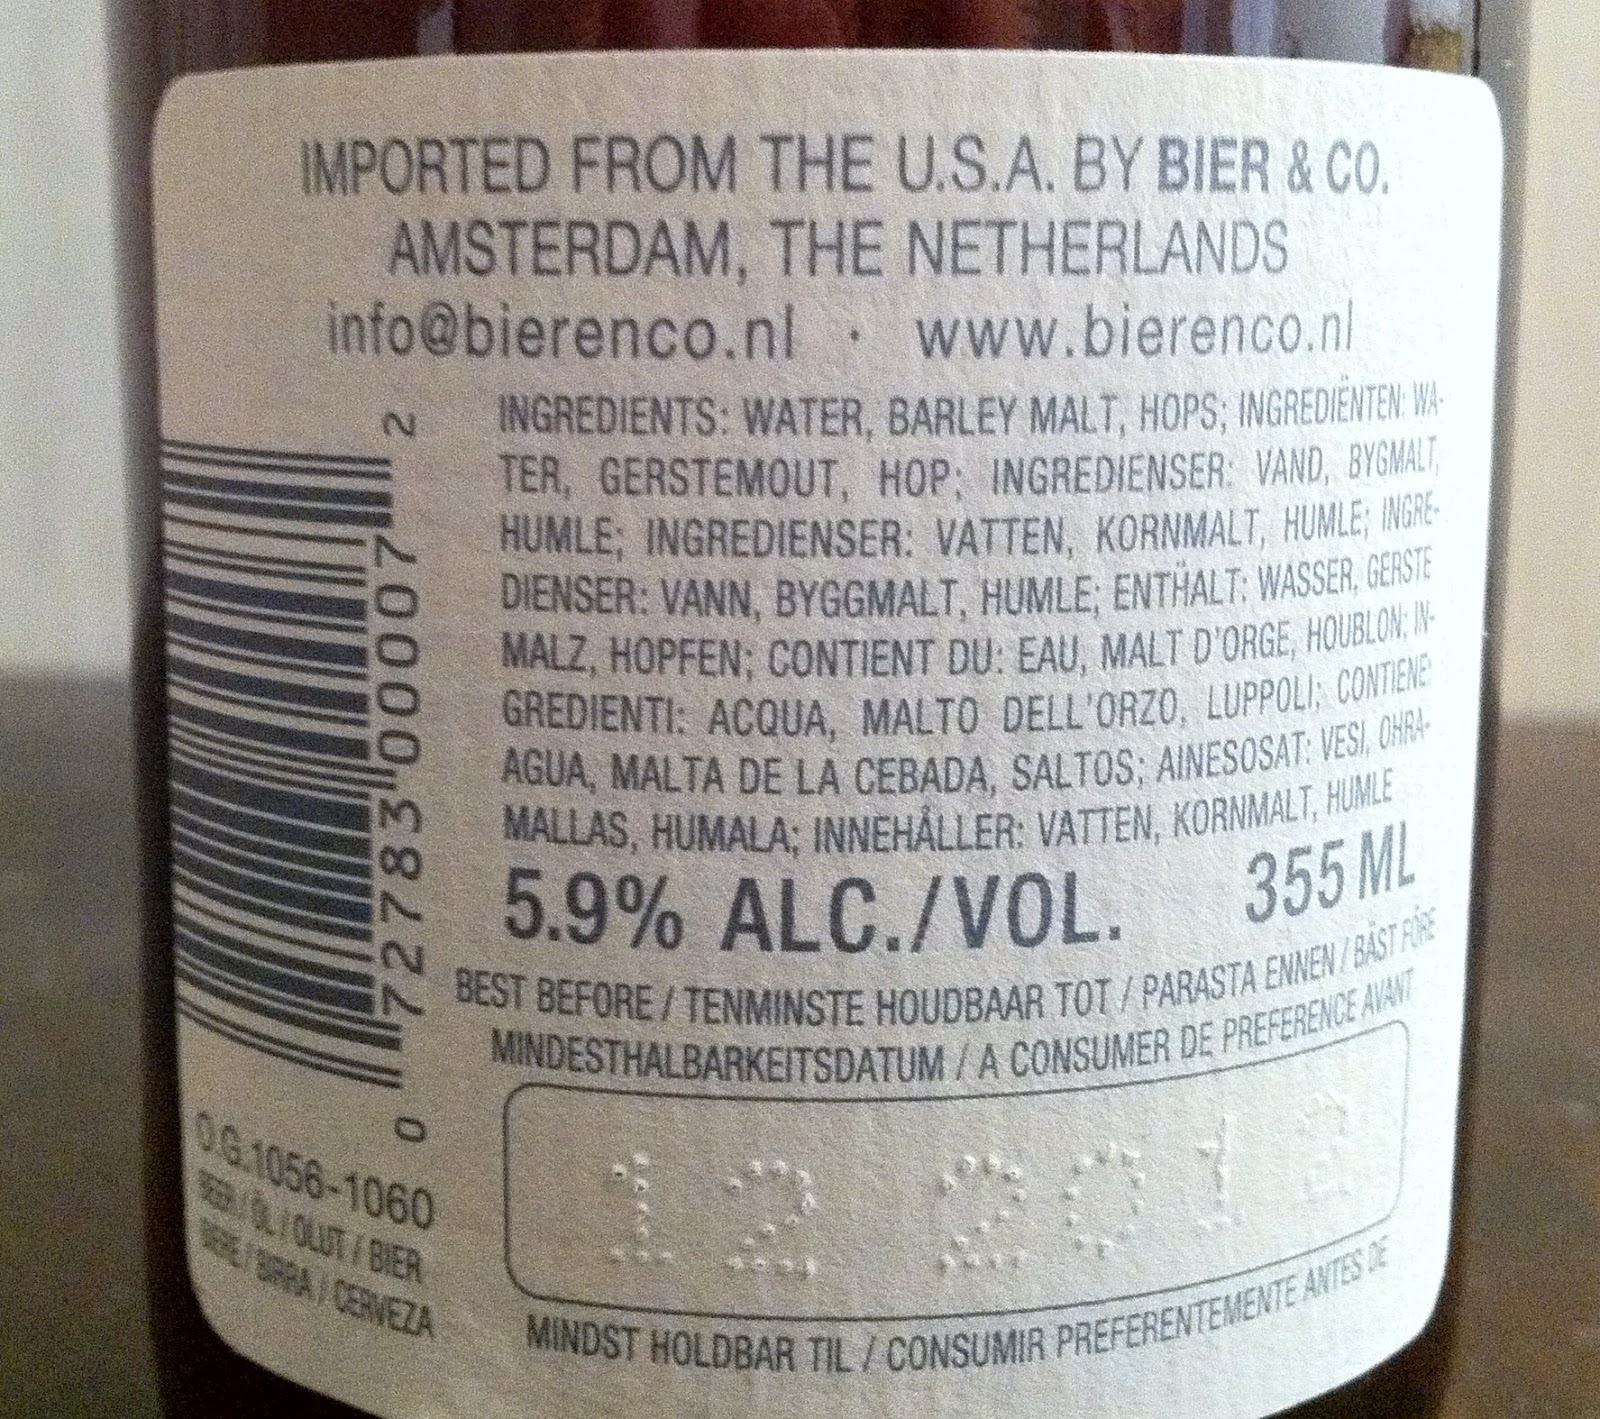 IMPORTED FROM THE U.S.A. BY BIER & CO.
AMSTERDAM, THE NETHERLANDS
info@bierenco.nl · www.bierenco.nl
INGREDIENTS: WATER, BARLEY MALT, HOPS; INGREDIËNTEN: WA-
TER, GERSTEMOUT, HOP; INGREDIENSER: VAND, BYGMALT,
HUMLE; INGREDIENSER: VATTEN, KORNMALT, HUMLE; INGRE-
DIENSER: VANN, BYGGMALT, HUMLE; ENTHÄLT: WASSER, GERSTE
MALZ, HOPFEN; CONTIENT DU: EAU, MALT D'ORGE, HOUBLON; IN-
GREDIENTI: ACQUA, MALTO DELL'ORZO, LUPPOLI; CONTIENE:
AGUA, MALTA DE LA CEBADA, SALTOS; AINESOSAT: VESI, OHRA-
MALLAS, HUMALA; INNEHÅLLER: VATTEN, KORNMALT, HUMLE
5.9% ALC./VOL. 355 ML
BEST BEFORE / TENMINSTE HOUDBAAR TOT / PARASTA ENNEN / BÄST FÖRE
MINDESTHALBARKEITSDATUM / A CONSUMER DE PREFERENCE AVANT
12 2012
MINDST HOLDBAR TIL / CONSUMIR PREFERENTEMENTE ANTES DE
0 72783 00007 2
O.G.1056-1060
BEER / ÖL / OLUT / BIER
BIERE / BIRRA / CERVEZA